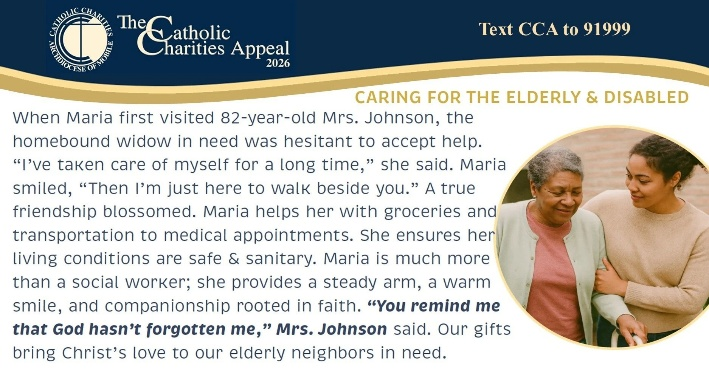 CATHOLIC CHARITIES
ARCHDIOCESE OF MOBILE
The Catholic
Charities Appeal
2026
Text CCA to 91999
CARING FOR THE ELDERLY & DISABLED
When Maria first visited 82-year-old Mrs. Johnson, the
homebound widow in need was hesitant to accept help.
“I’ve taken care of myself for a long time,” she said. Maria
smiled, “Then I’m just here to walk beside you.” A true
friendship blossomed. Maria helps her with groceries and
transportation to medical appointments. She ensures her
living conditions are safe & sanitary. Maria is much more
than a social worker; she provides a steady arm, a warm
smile, and companionship rooted in faith. “You remind me
that God hasn’t forgotten me,” Mrs. Johnson said. Our gifts
bring Christ’s love to our elderly neighbors in need.